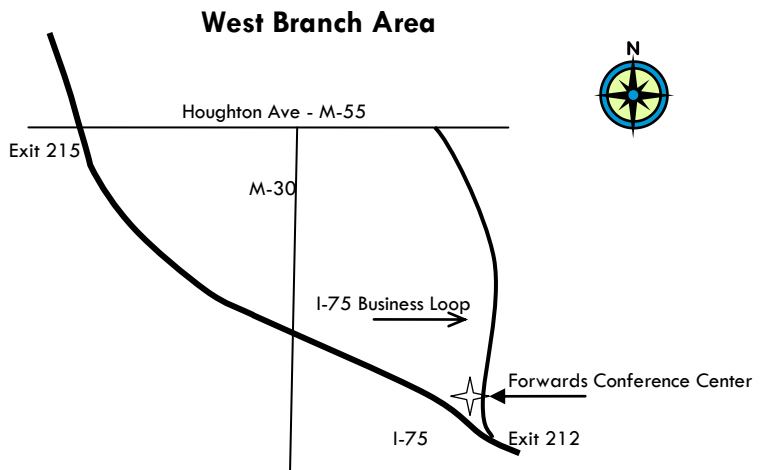 West Branch Area
N
Houghton Ave - M-55
Exit 215
M-30
I-75 Business Loop
Forwards Conference Center
I-75
Exit 212